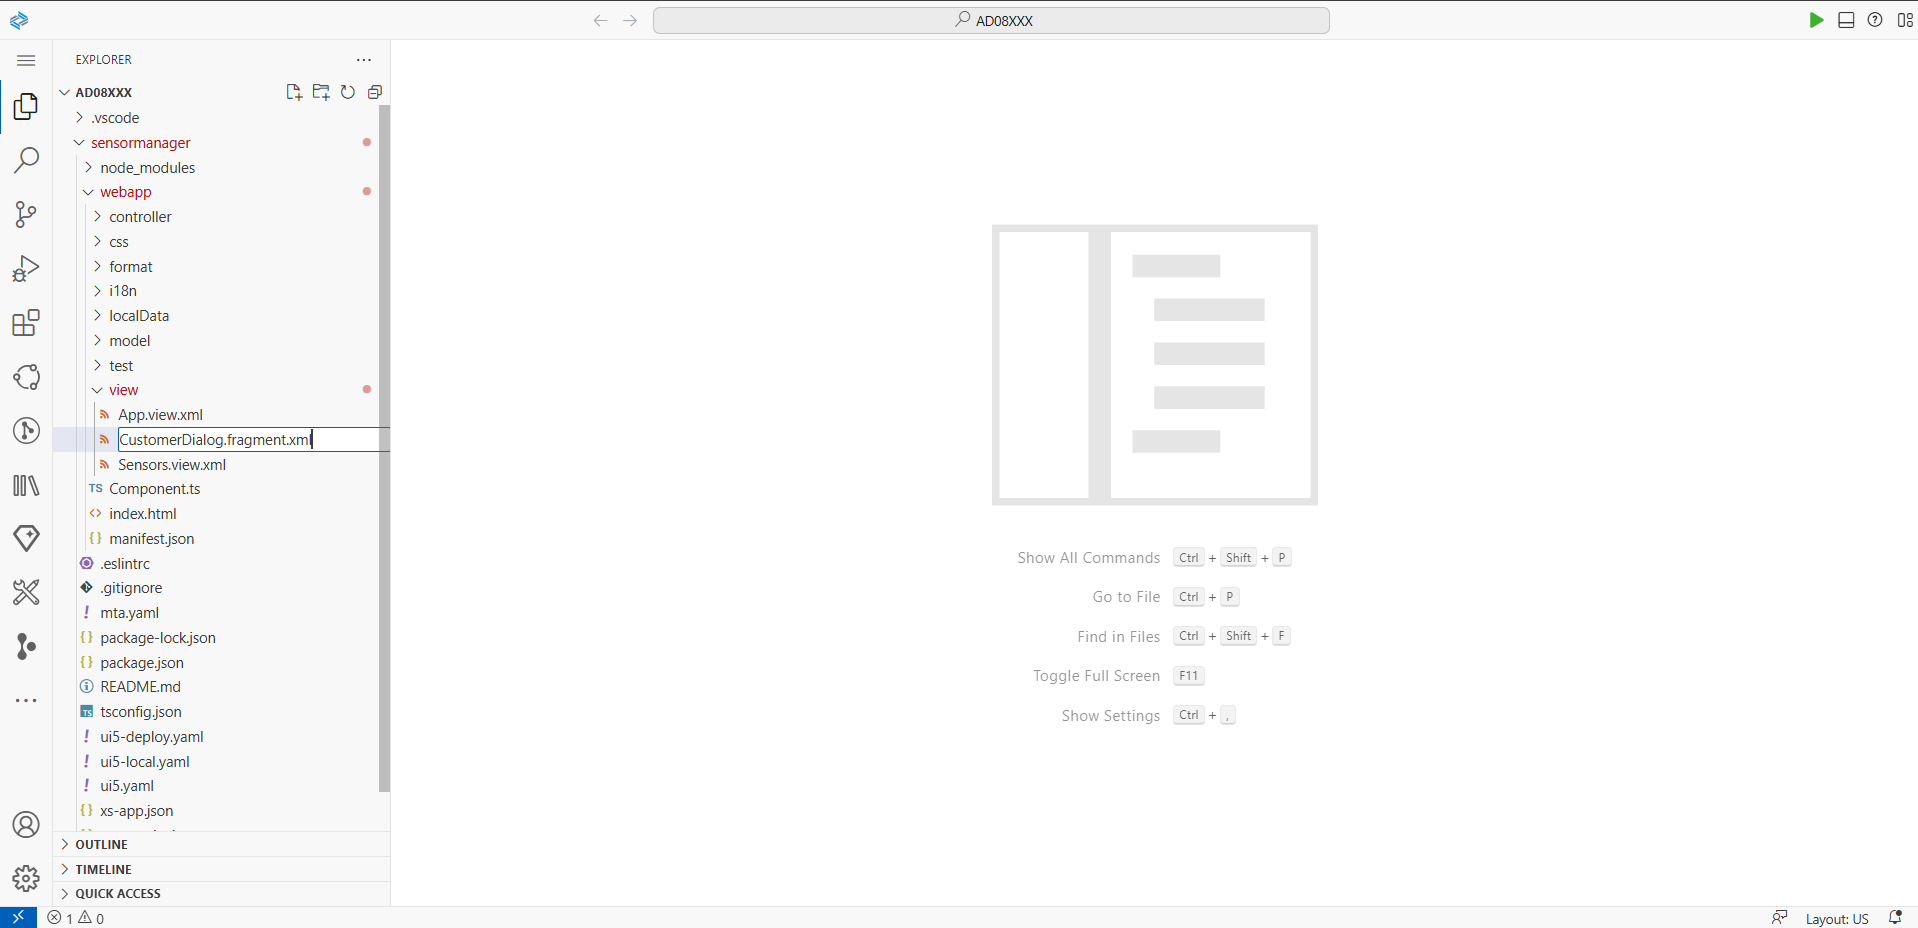 AD08XXX
EXPLORER
AD08XXX
.vscode
sensormanager
node_modules
webapp
controller
css
format
i18n
localData
model
test
view
App.view.xml
CustomerDialog.fragment.xml
Sensors.view.xml
TS Component.ts
index.html
manifest.json
.eslintrc
.gitignore
mta.yaml
package-lock.json
package.json
README.md
TS tsconfig.json
ui5-deploy.yaml
ui5-local.yaml
ui5.yaml
xs-app.json
OUTLINE
TIMELINE
QUICK ACCESS
Show All Commands Ctrl + Shift + P
Go to File Ctrl + P
Find in Files Ctrl + Shift + F
Toggle Full Screen F11
Show Settings Ctrl + ,
1 0
Layout: US